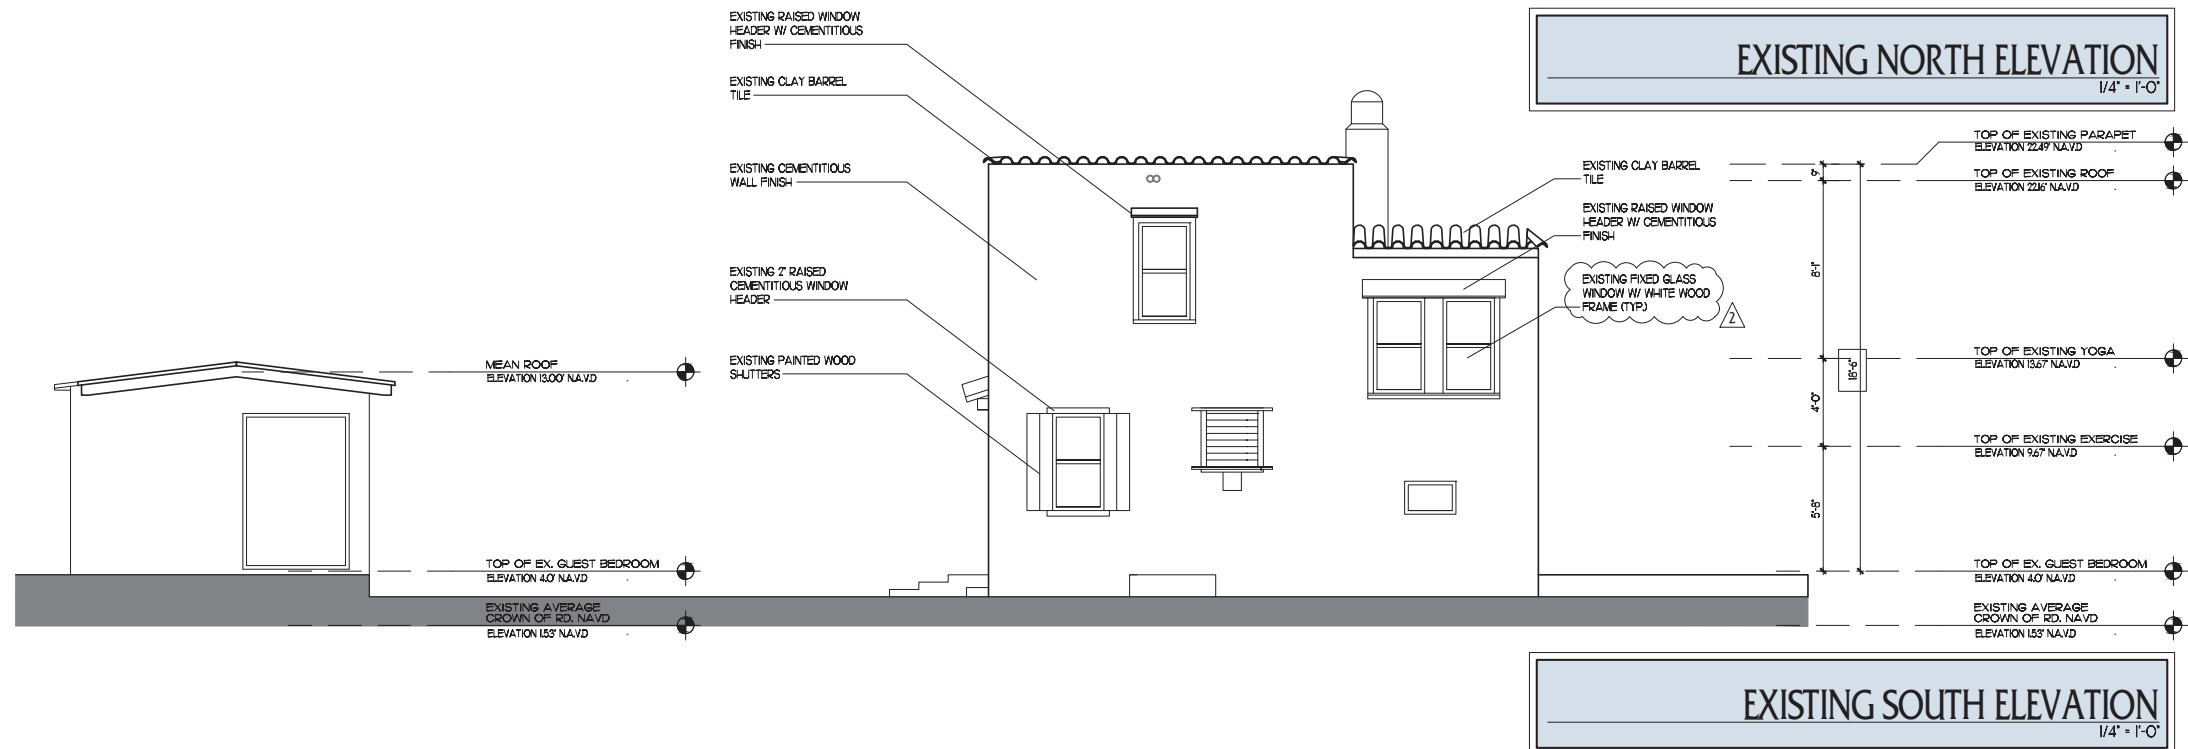 EXISTING NORTH ELEVATION
1/4" = 1'-0"
EXISTING RAISED WINDOW
HEADER W/ CEMENTITIOUS
FINISH
EXISTING CLAY BARREL
TILE
EXISTING CEMENTITIOUS
WALL FINISH
EXISTING 2" RAISED
CEMENTITIOUS WINDOW
HEADER
EXISTING PAINTED WOOD
SHUTTERS
MEAN ROOF
ELEVATION 13.00' N.A.V.D
TOP OF EX. GUEST BEDROOM
ELEVATION 4.0' N.A.V.D
EXISTING AVERAGE
CROWN OF RD. NAVD
ELEVATION 1.53' N.A.V.D
EXISTING CLAY BARREL
TILE
EXISTING RAISED WINDOW
HEADER W/ CEMENTITIOUS
FINISH
EXISTING FIXED GLASS
WINDOW W/ WHITE WOOD
FRAME (TYP.)
2
9"
8'-1"
4'-0"
5'-8"
18'-6"
TOP OF EXISTING PARAPET
ELEVATION 22.49' N.A.V.D
TOP OF EXISTING ROOF
ELEVATION 22.16' N.A.V.D
TOP OF EXISTING YOGA
ELEVATION 13.67' N.A.V.D
TOP OF EXISTING EXERCISE
ELEVATION 9.67' N.A.V.D
TOP OF EX. GUEST BEDROOM
ELEVATION 4.0' N.A.V.D
EXISTING AVERAGE
CROWN OF RD. NAVD
ELEVATION 1.53' N.A.V.D
EXISTING SOUTH ELEVATION
1/4" = 1'-0"